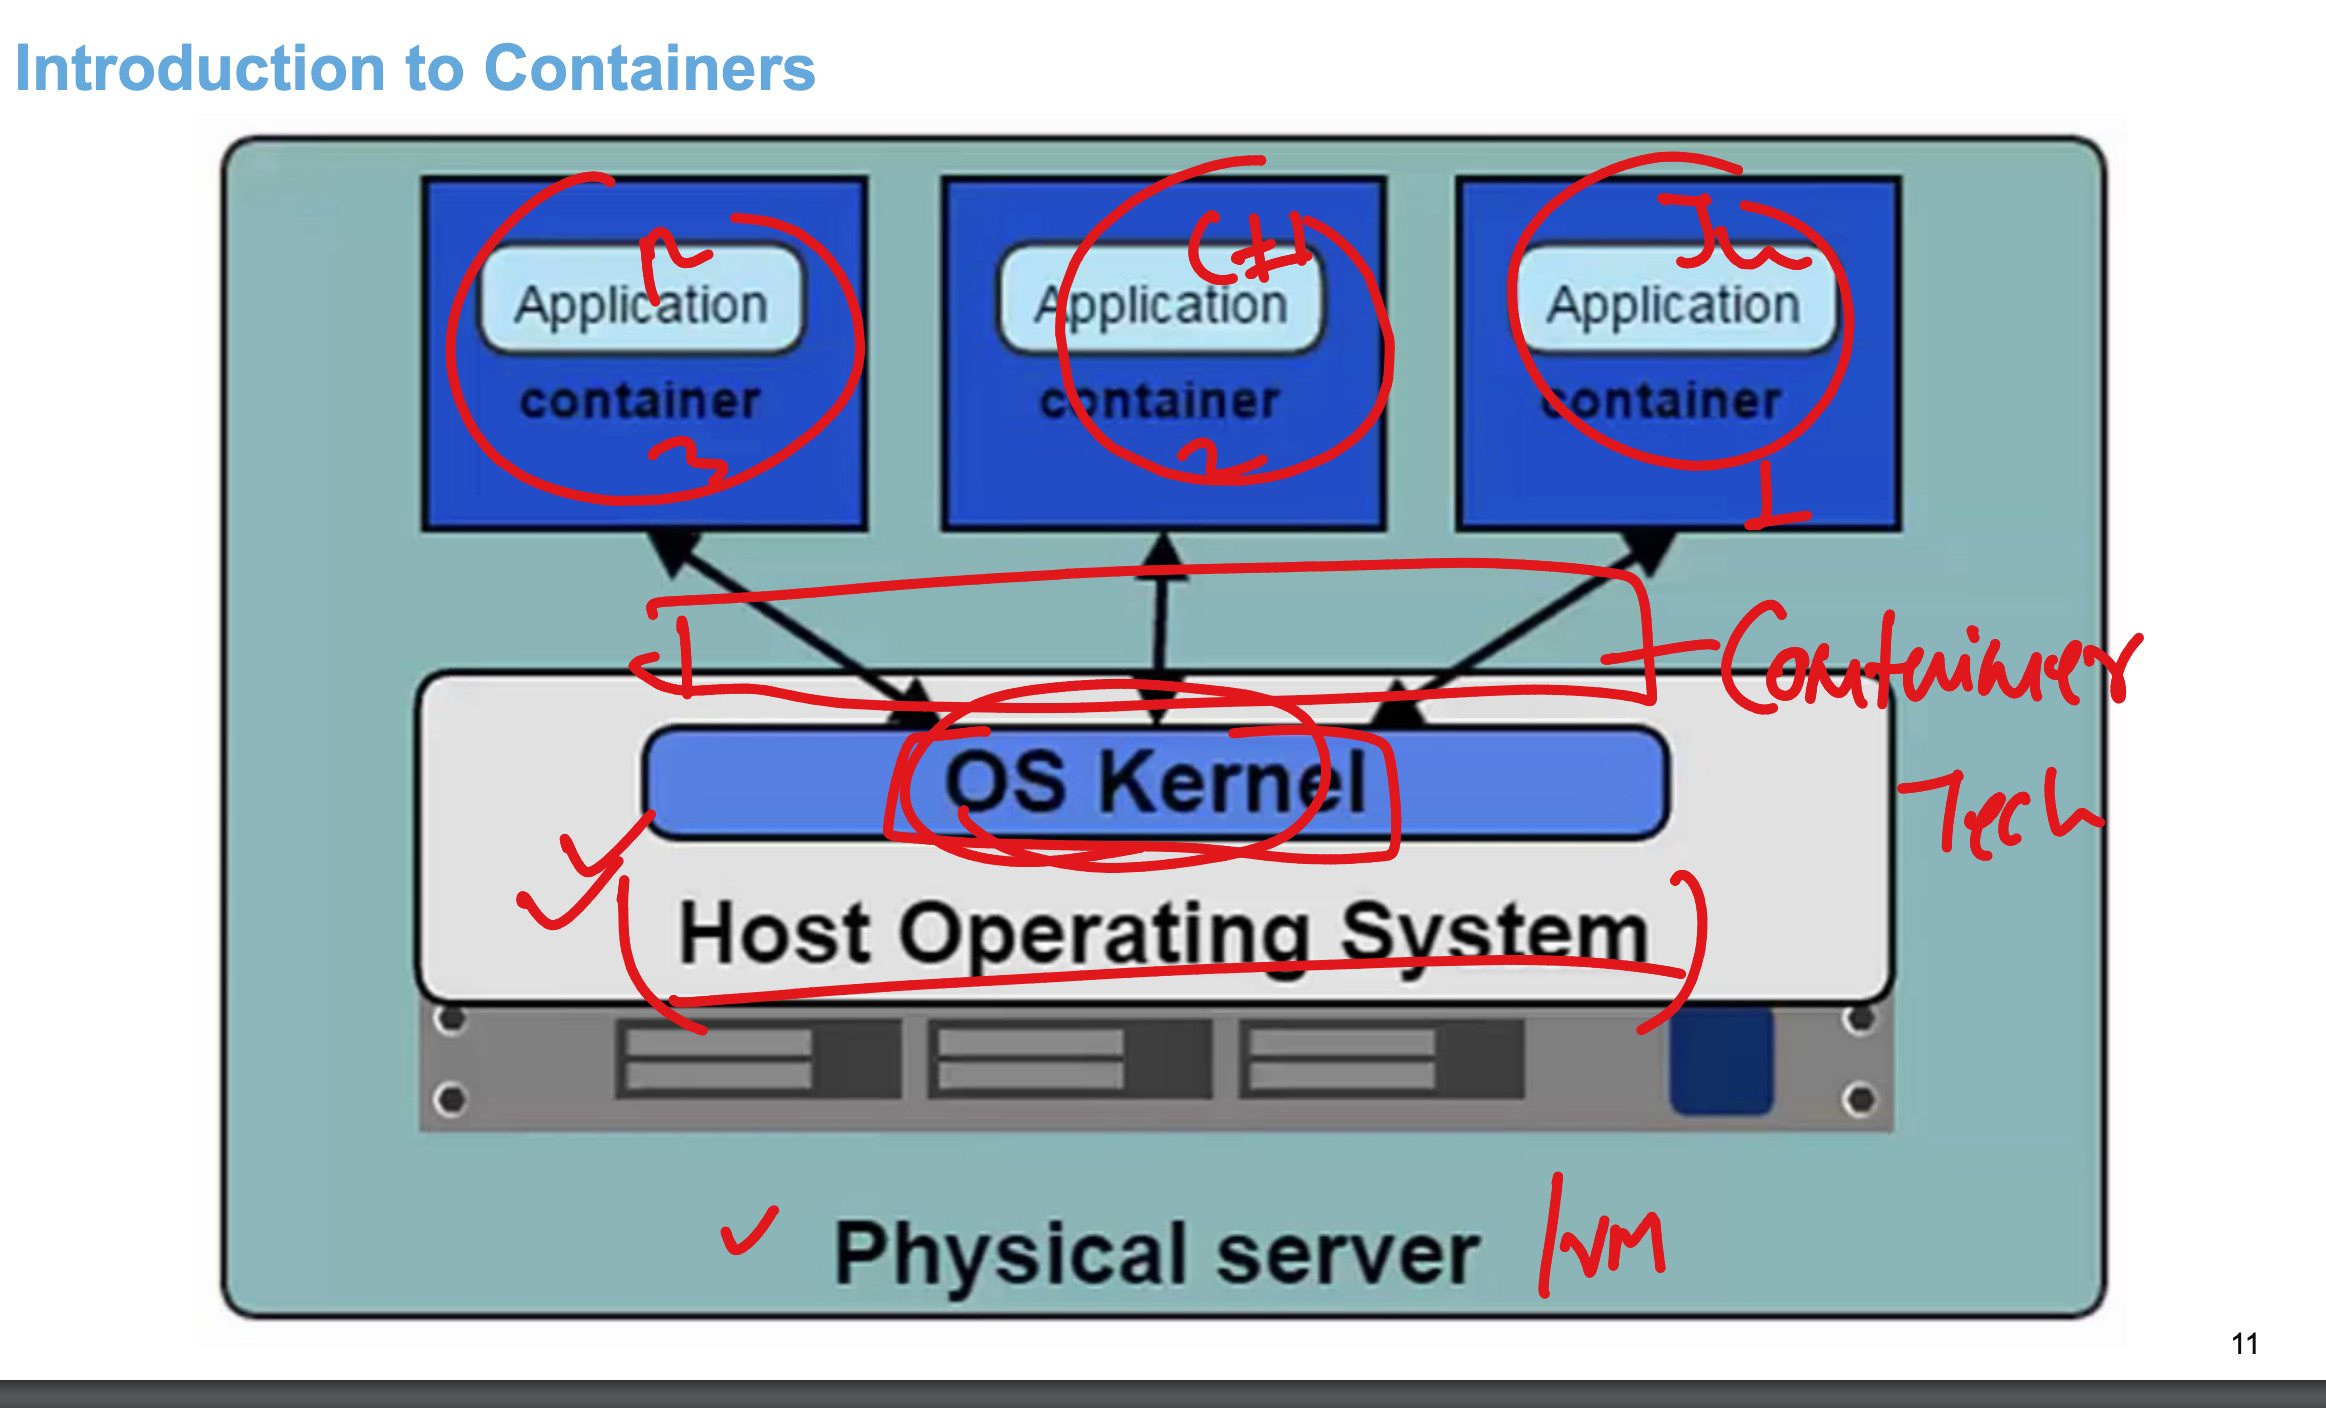 Introduction to Containers
C#
Application Application Application
container container container
3 2 1
Container
OS Kernel
Tech
Host Operating System
Physical server /VM
11